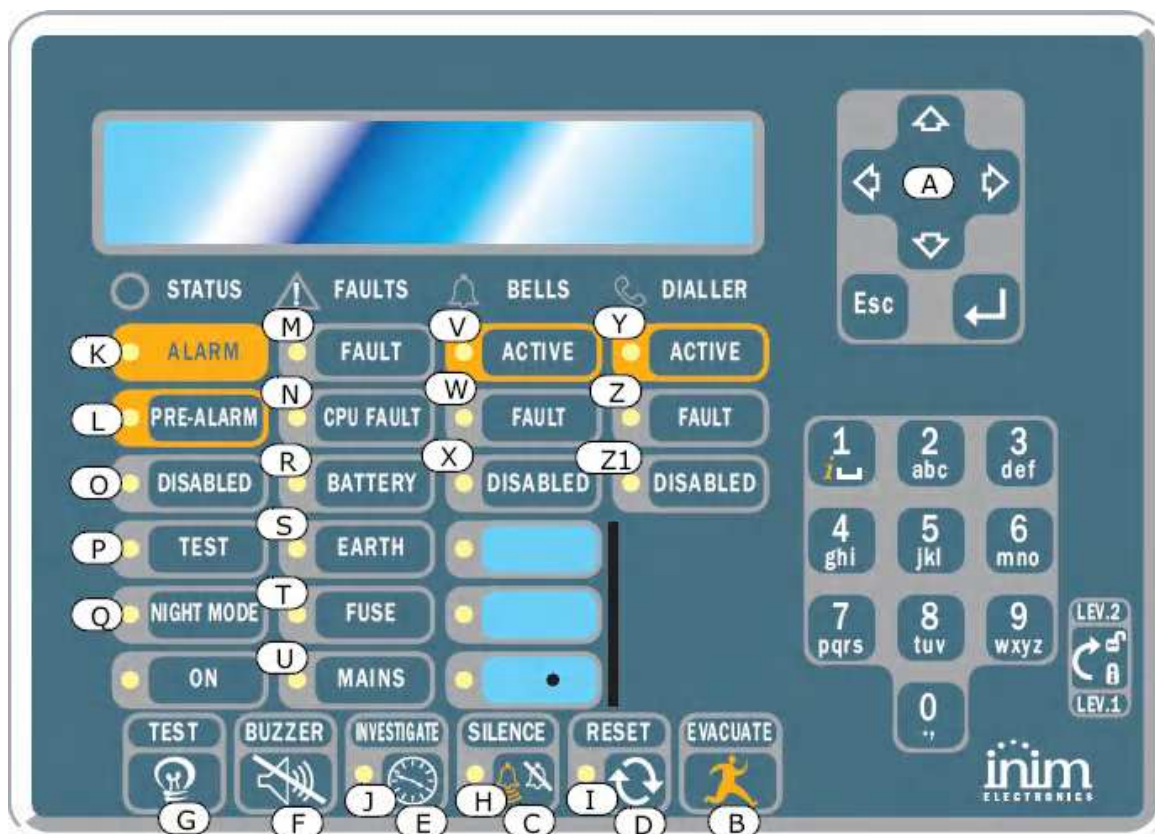 A
STATUS FAULTS BELLS DIALLER
Esc
M V Y
K ALARM FAULT ACTIVE ACTIVE
N W Z
L PRE-ALARM CPU FAULT FAULT FAULT
R X Z1
O DISABLED BATTERY DISABLED DISABLED
S
P TEST EARTH
T
Q NIGHT MODE FUSE
U
ON MAINS
1 2 3
i abc def
4 5 6
ghi jkl mno
7 8 9
pqrs tuv wxyz
0
.,
LEV.2
LEV.1
TEST BUZZER INVESTIGATE SILENCE RESET EVACUATE
J H I
G F E C D B
inim
ELECTRONICS